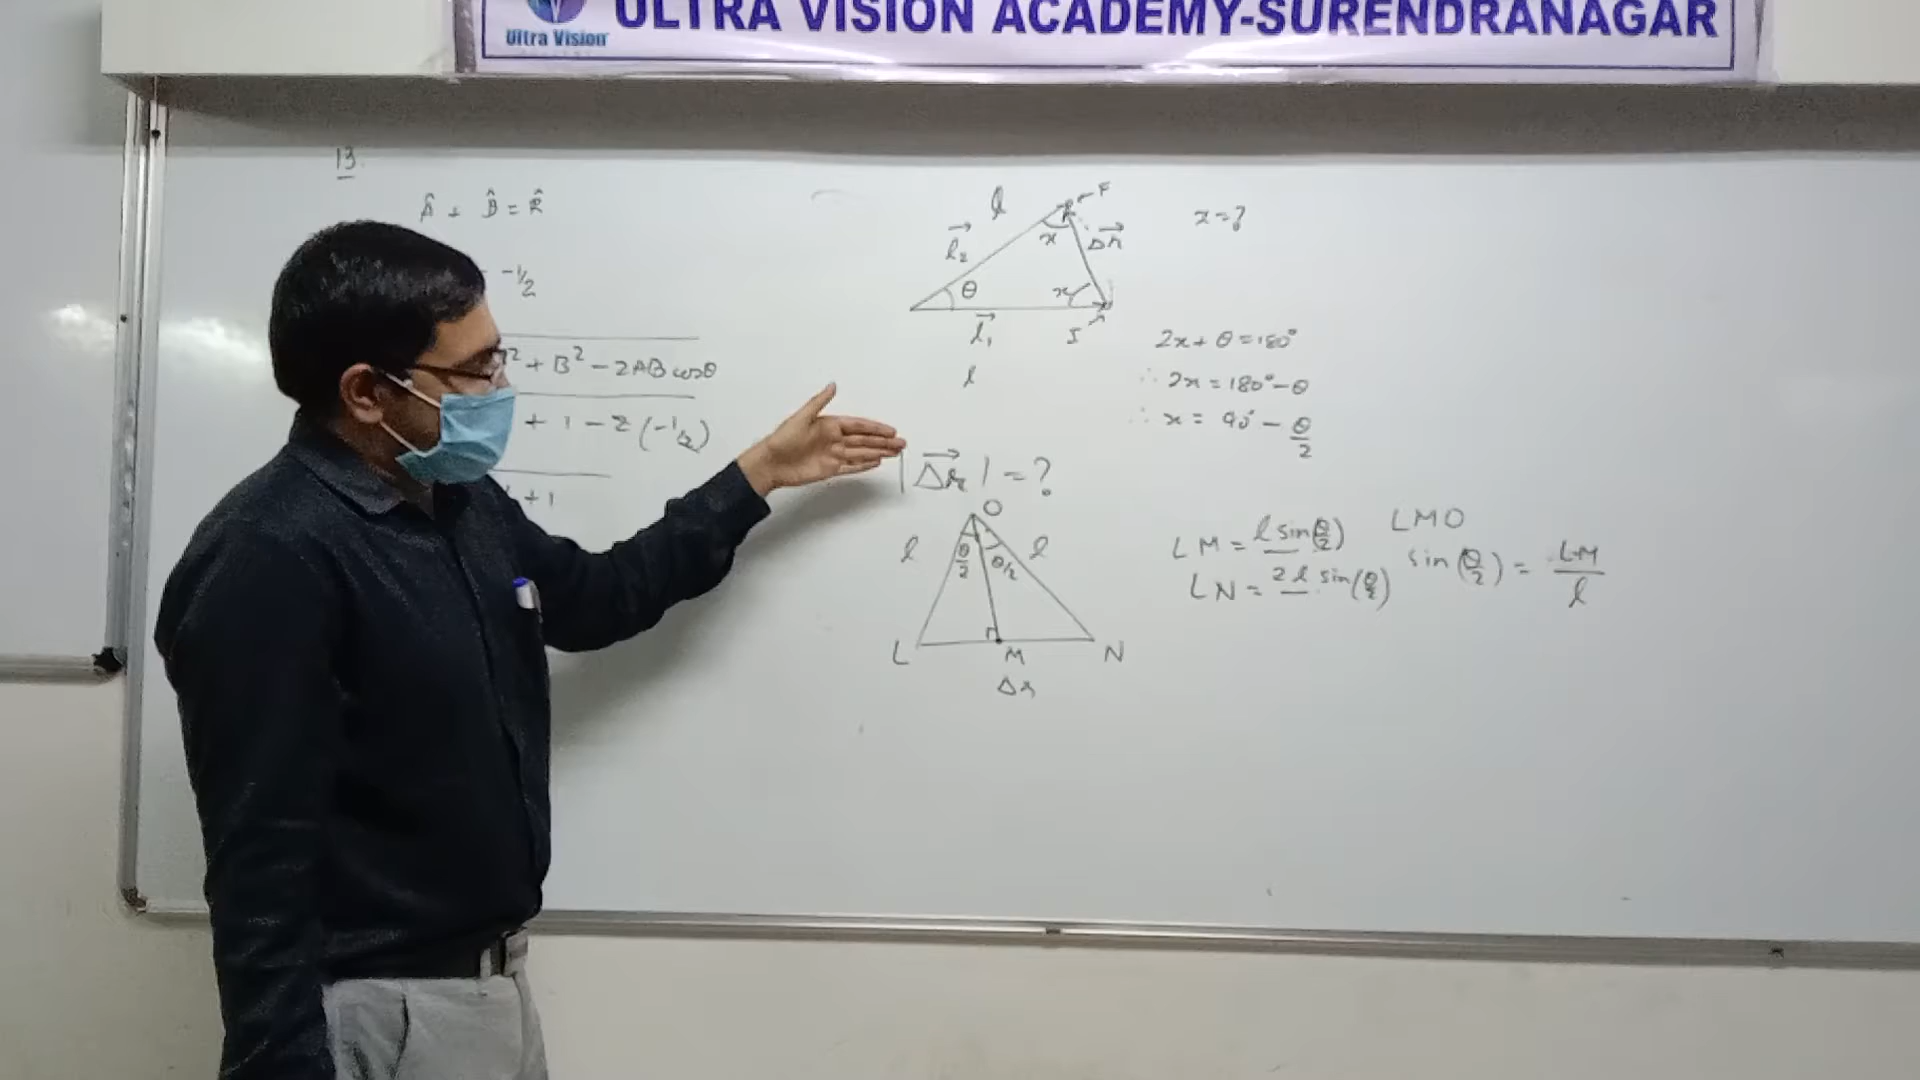 ULTRA VISION ACADEMY-SURENDRANAGAR
Ultra Vision
13.
Â + B̂ = R̂
-1/2
² + B² - 2AB cosθ
+ 1 - 2 (-1/2)
+ 1
l
F
l₂
x
Δr
θ
x
l₁
I
l
x = ?
2x + θ = 180°
∴ 2x = 180° - θ
∴ x = 90° - θ/2
|Δr| = ?
O
l
θ/2
θ/2
l
L
M
N
Δr
LM = l sin(θ/2)
LN = 2l sin(θ/2)
LMO
sin(θ/2) = LM/l